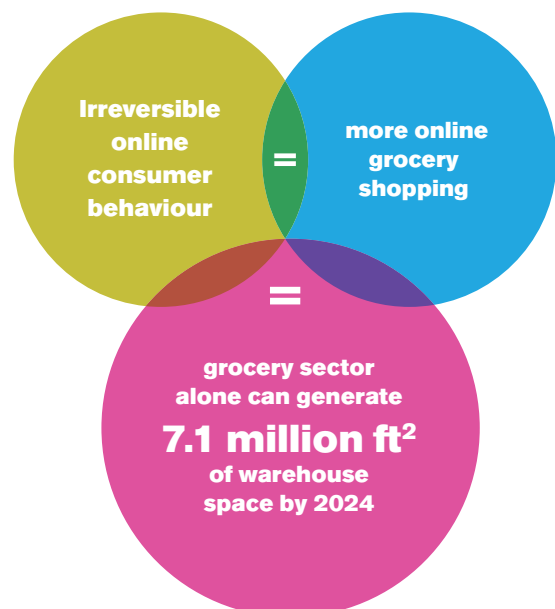 Irreversible
online
consumer
behaviour
=
more online
grocery
shopping
=
grocery sector
alone can generate
7.1 million ft²
of warehouse
space by 2024